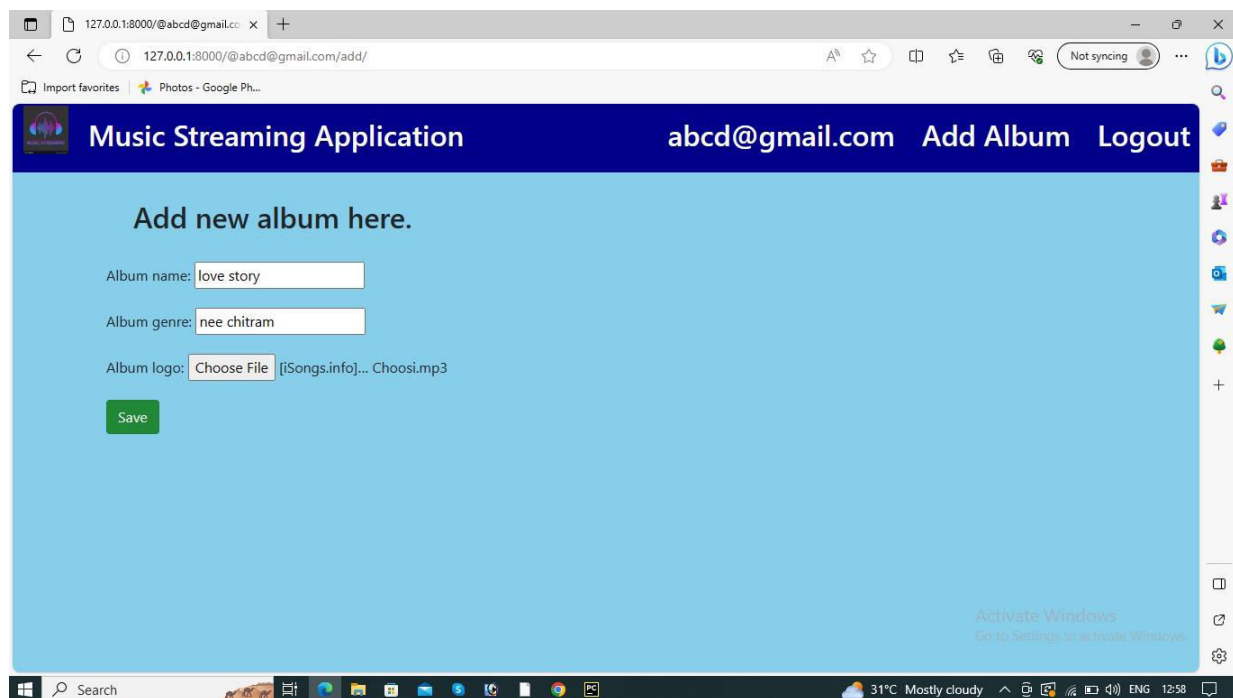 127.0.0.1:8000/@abcd@gmail.co
127.0.0.1:8000/@abcd@gmail.com/add/
Not syncing
Import favorites
Photos - Google Ph...
Music Streaming Application
abcd@gmail.com Add Album Logout
Add new album here.
Album name: love story
Album genre: nee chitram
Album logo: Choose File [iSongs.info]... Choosi.mp3
Save
Activate Windows
Go to Settings to activate Windows.
Search
31°C Mostly cloudy
ENG 12:58